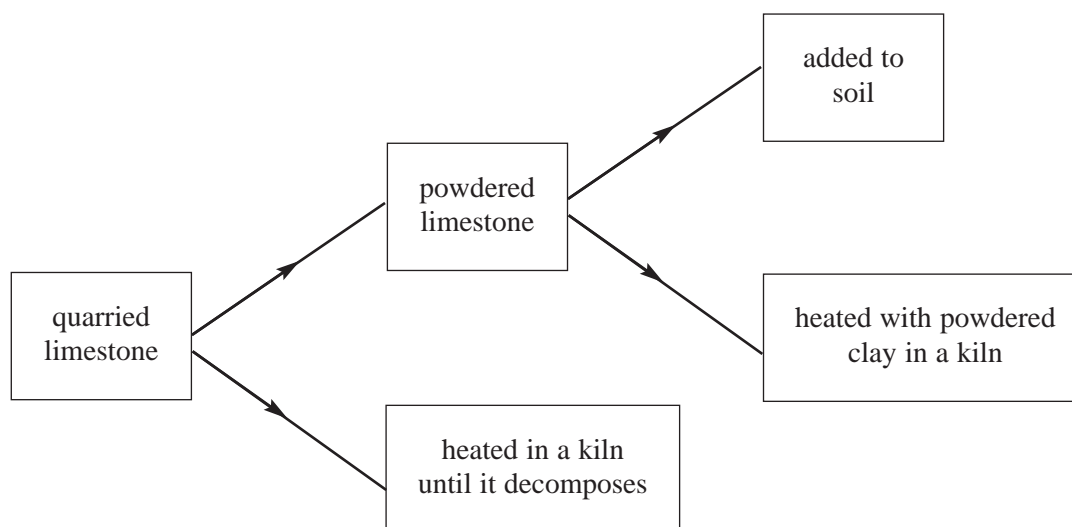 added to
soil
powdered
limestone
quarried
limestone
heated with powdered
clay in a kiln
heated in a kiln
until it decomposes